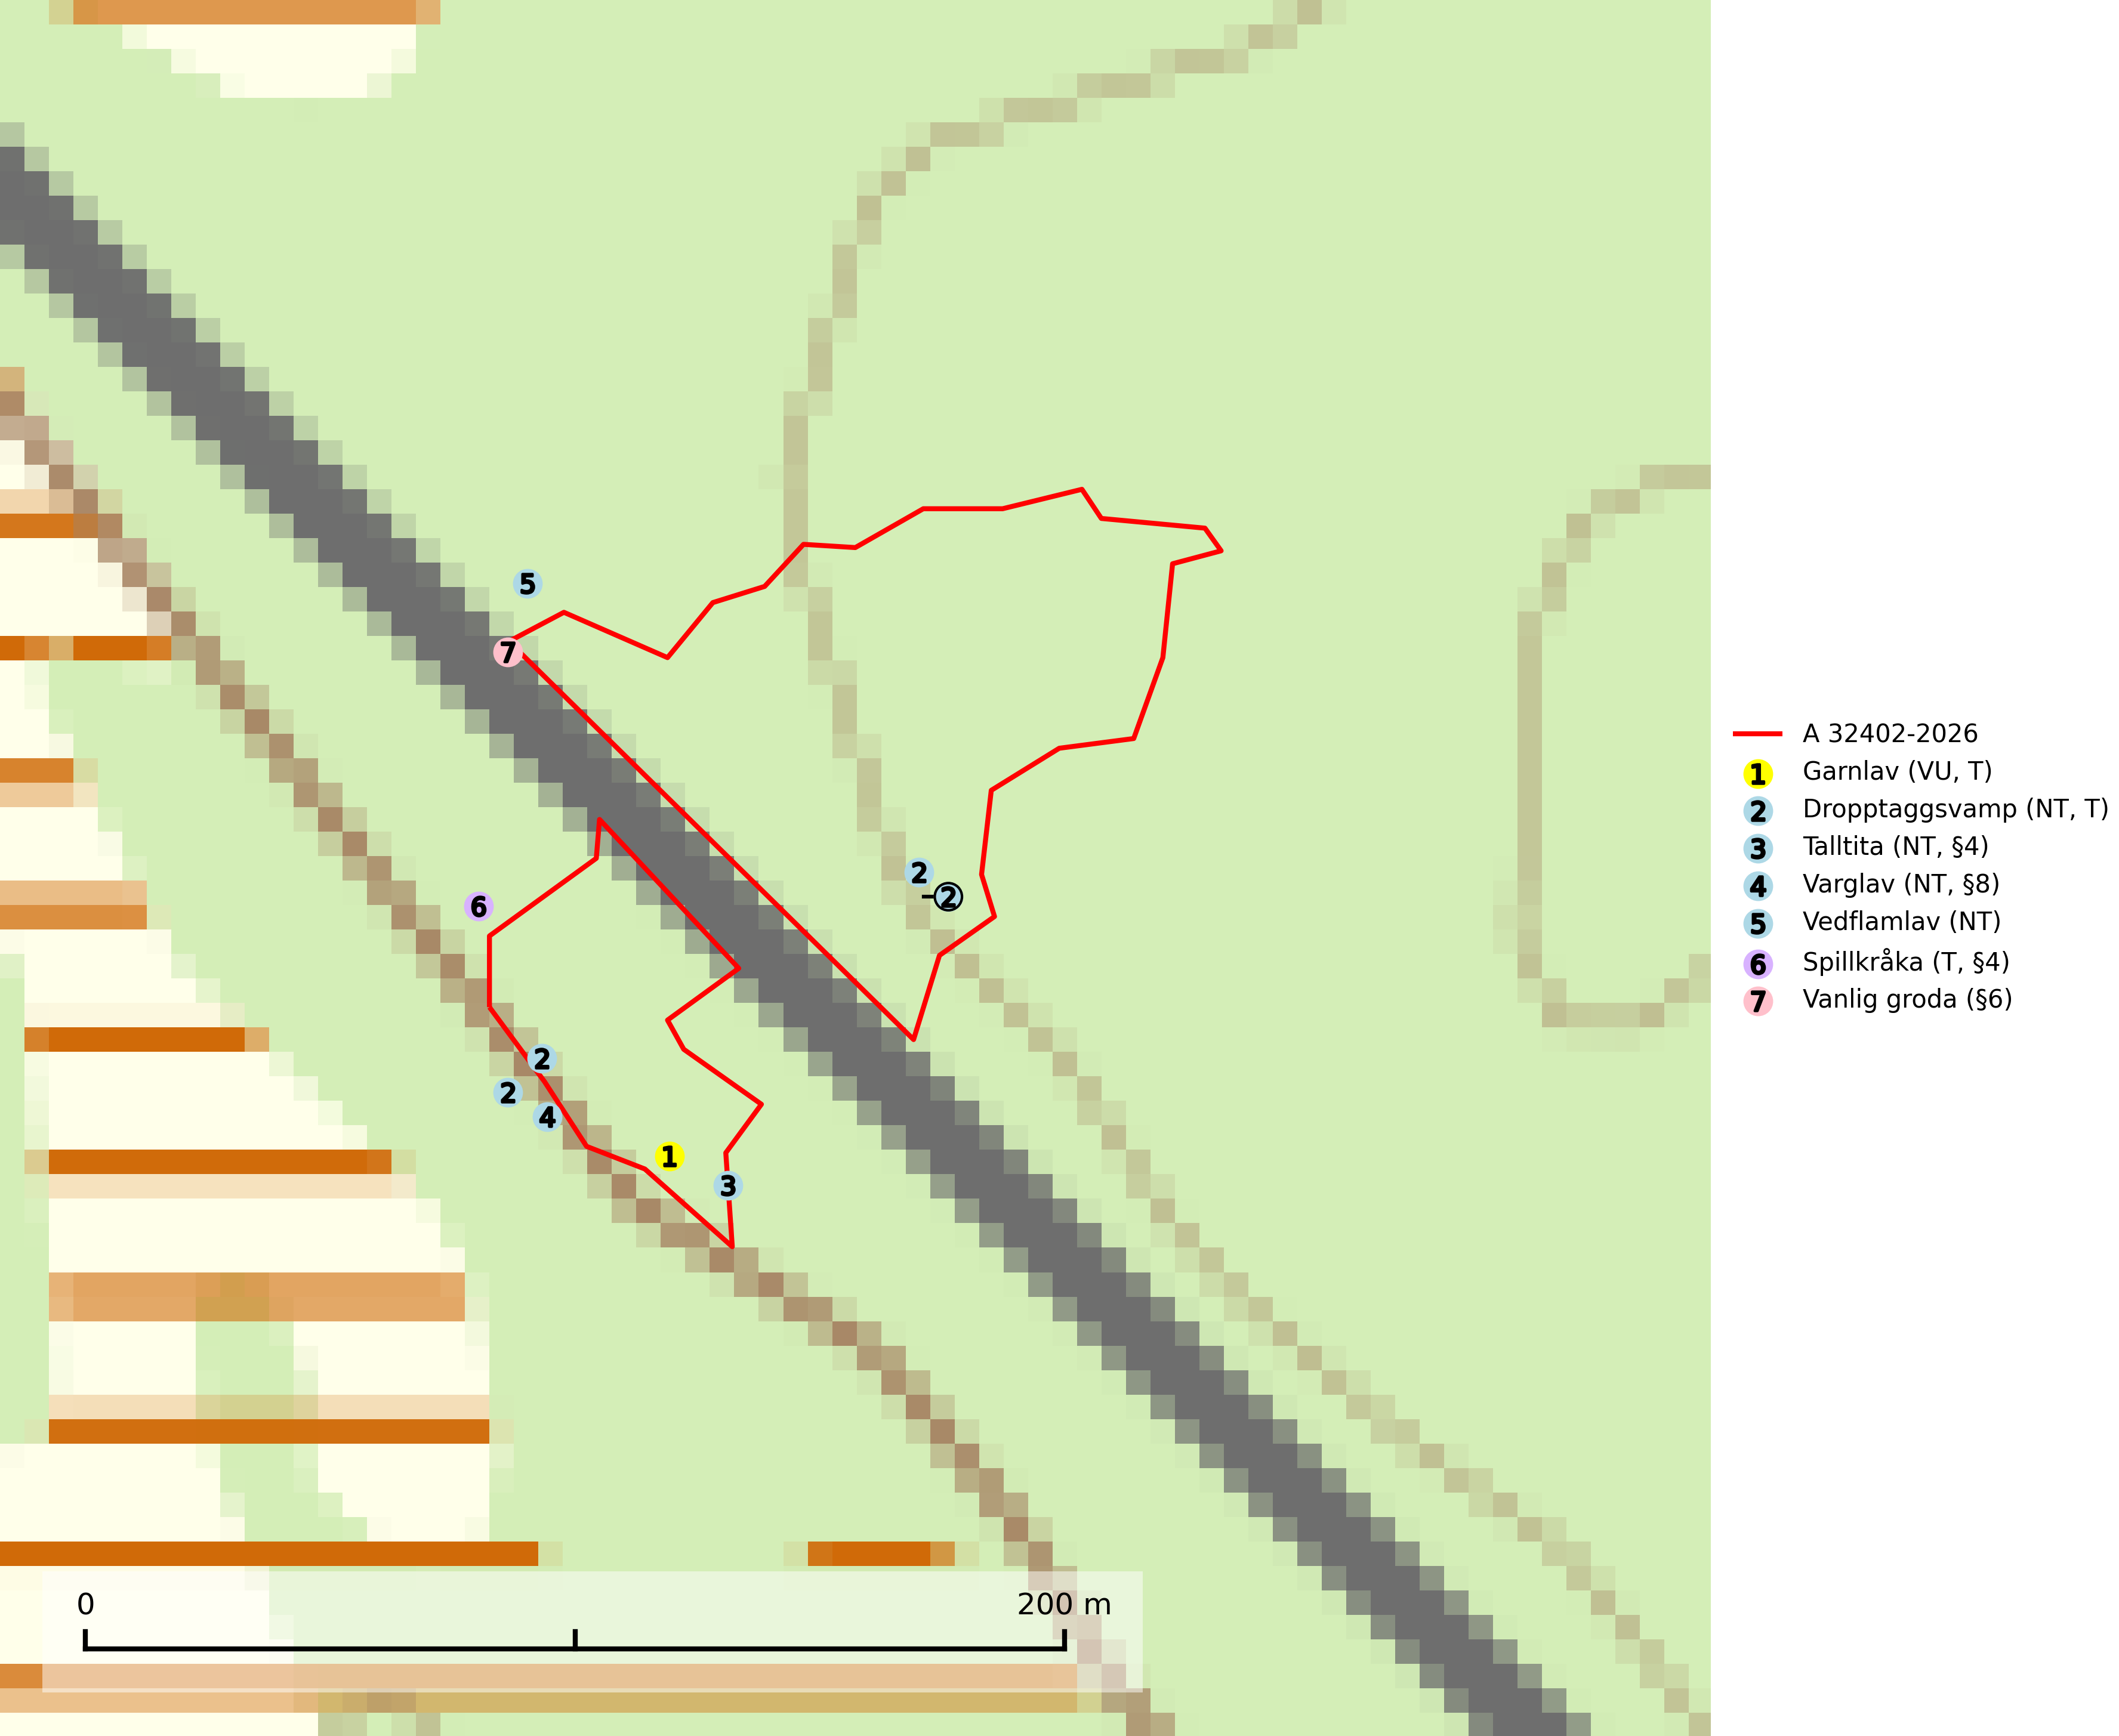 5
7
2
2
6
2
2
4
1
3
0
200 m
A 32402-2026
1 Garnlav (VU, T)
2 Dropptaggsvamp (NT, T)
3 Talltita (NT, §4)
4 Varglav (NT, §8)
5 Vedflamlav (NT)
6 Spillkråka (T, §4)
7 Vanlig groda (§6)